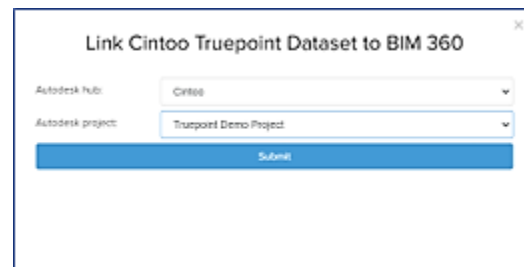 Link Cintoo Truepoint Dataset to BIM 360
Autodesk hub: Cintoo
Autodesk project: Truepoint Demo Project
Submit